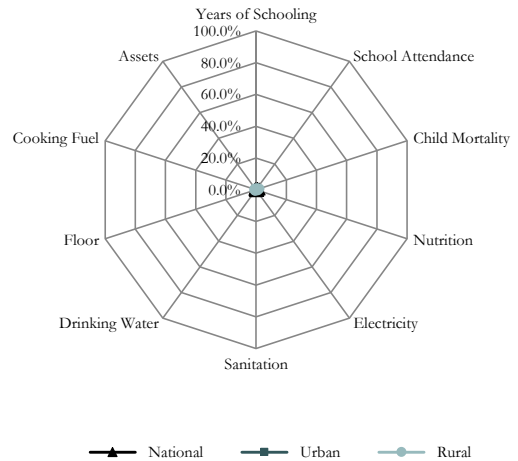 Years of Schooling
100.0%
Assets
School Attendance
80.0%
60.0%
Cooking Fuel
40.0%
Child Mortality
20.0%
0.0%
Floor
Nutrition
Drinking Water
Electricity
Sanitation
National
Urban
Rural